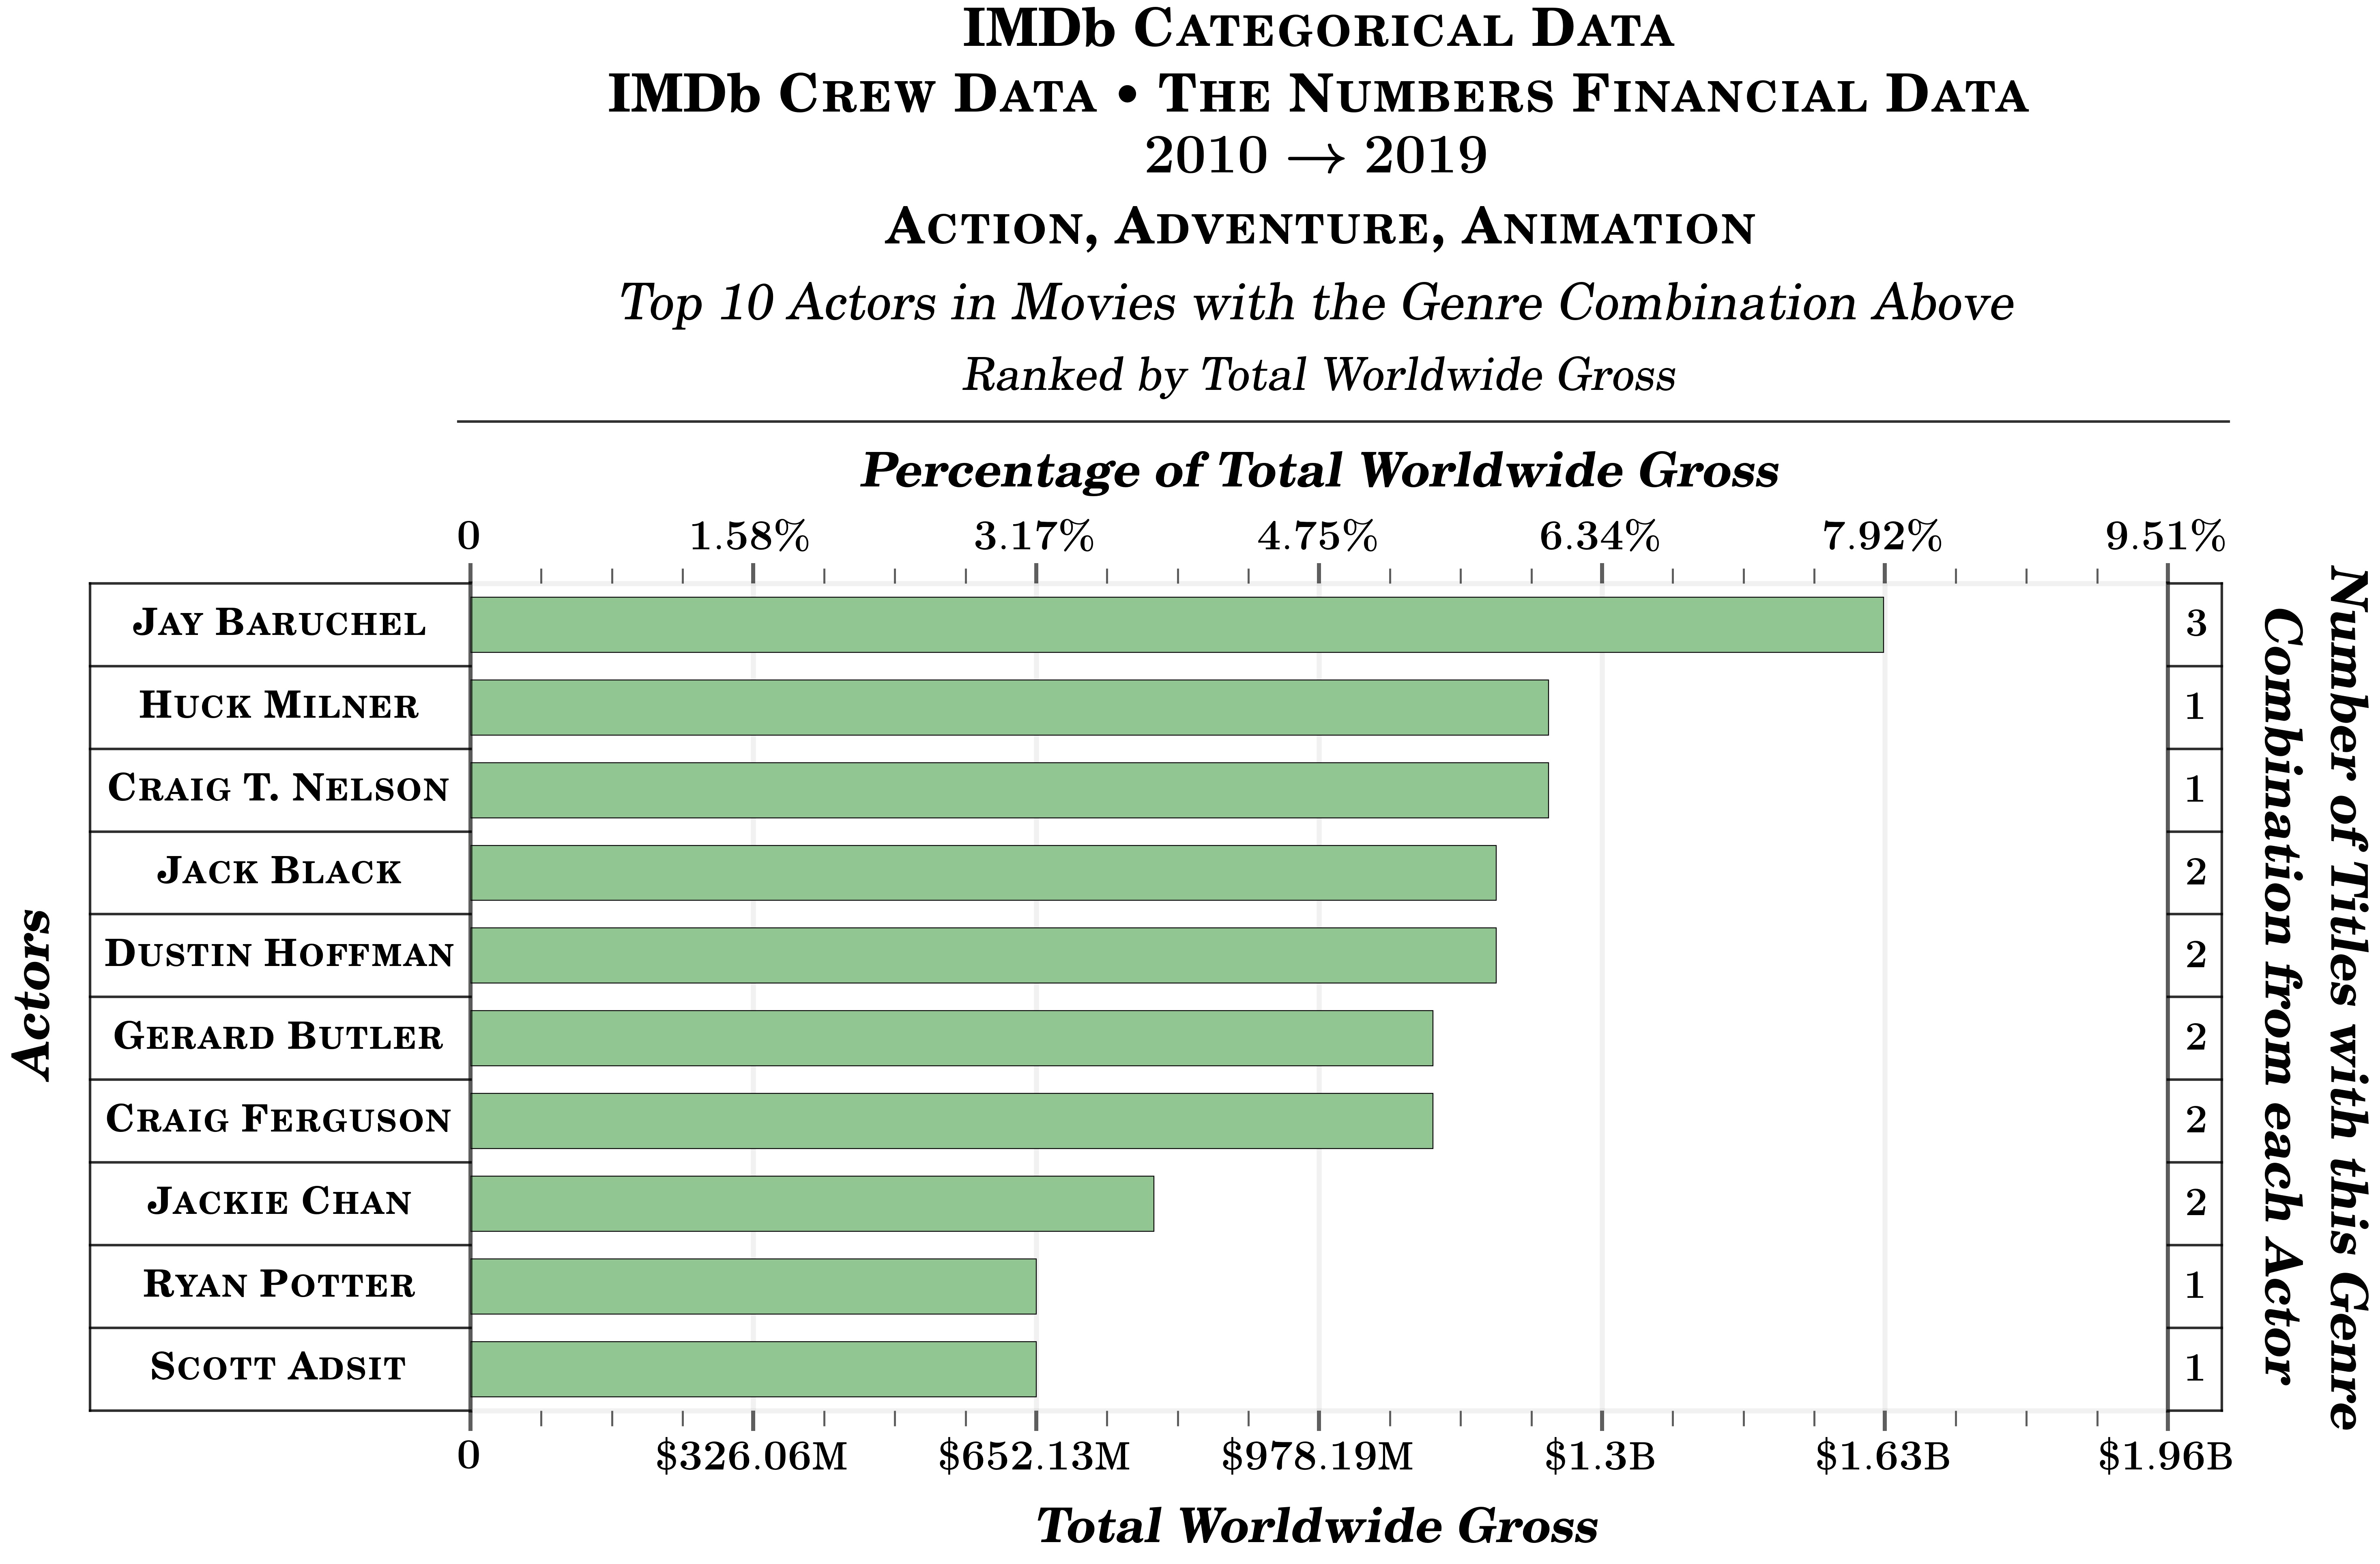 IMDb Categorical Data
IMDb Crew Data • The Numbers Financial Data
2010 → 2019
Action, Adventure, Animation
Top 10 Actors in Movies with the Genre Combination Above
Ranked by Total Worldwide Gross
Percentage of Total Worldwide Gross
0 1.58% 3.17% 4.75% 6.34% 7.92% 9.51%
Jay Baruchel 3
Huck Milner 1
Craig T. Nelson 1
Jack Black 2
Dustin Hoffman 2
Gerard Butler 2
Craig Ferguson 2
Jackie Chan 2
Ryan Potter 1
Scott Adsit 1
0 $326.06M $652.13M $978.19M $1.3B $1.63B $1.96B
Total Worldwide Gross
Actors
Number of Titles with this Genre
Combination from each Actor